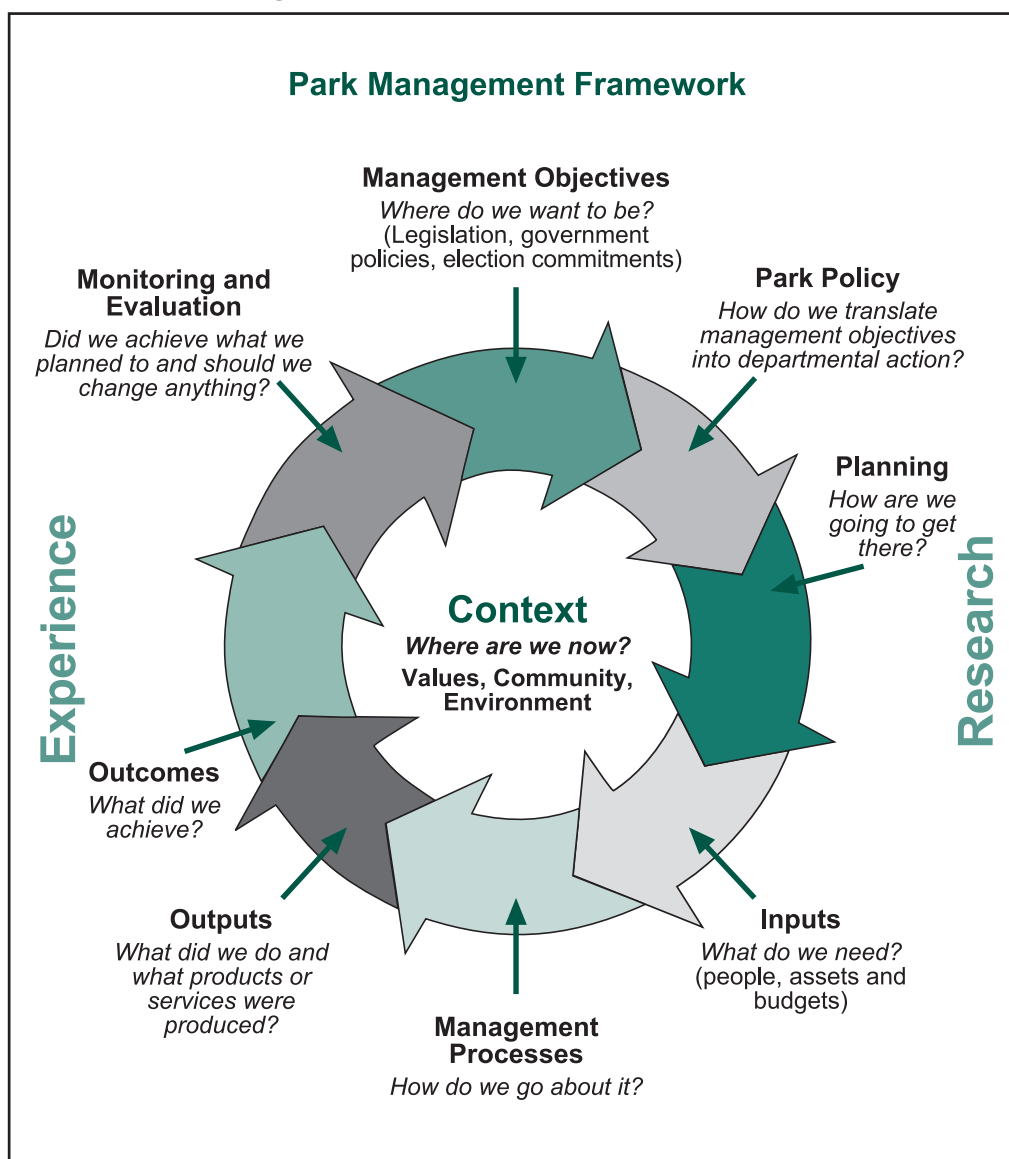 Park Management Framework
Management Objectives
Where do we want to be?
(Legislation, government
policies, election commitments)
Park Policy
How do we translate
management objectives
into departmental action?
Planning
How are we
going to get
there?
Research
Inputs
What do we need?
(people, assets and
budgets)
Management
Processes
How do we go about it?
Outputs
What did we do and
what products or
services were
produced?
Outcomes
What did we
achieve?
Experience
Monitoring and
Evaluation
Did we achieve what we
planned to and should we
change anything?
Context
Where are we now?
Values, Community,
Environment